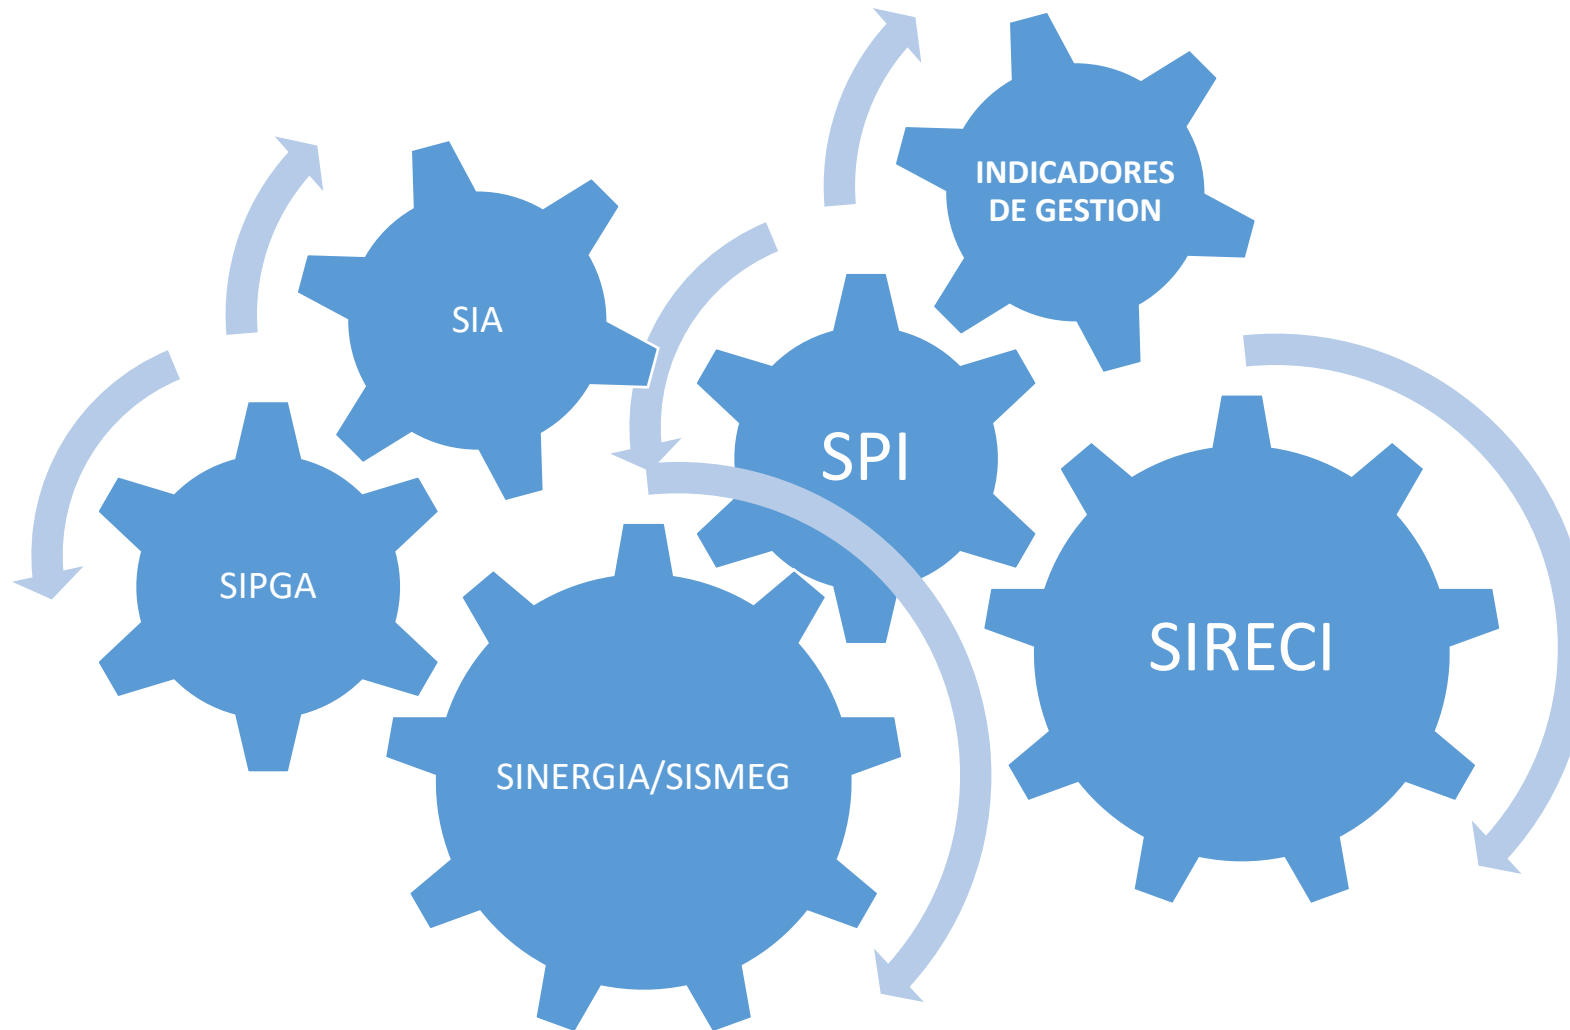 INDICADORES
DE GESTION
SIA
SPI
SIPGA
SIRECI
SINERGIA/SISMEG